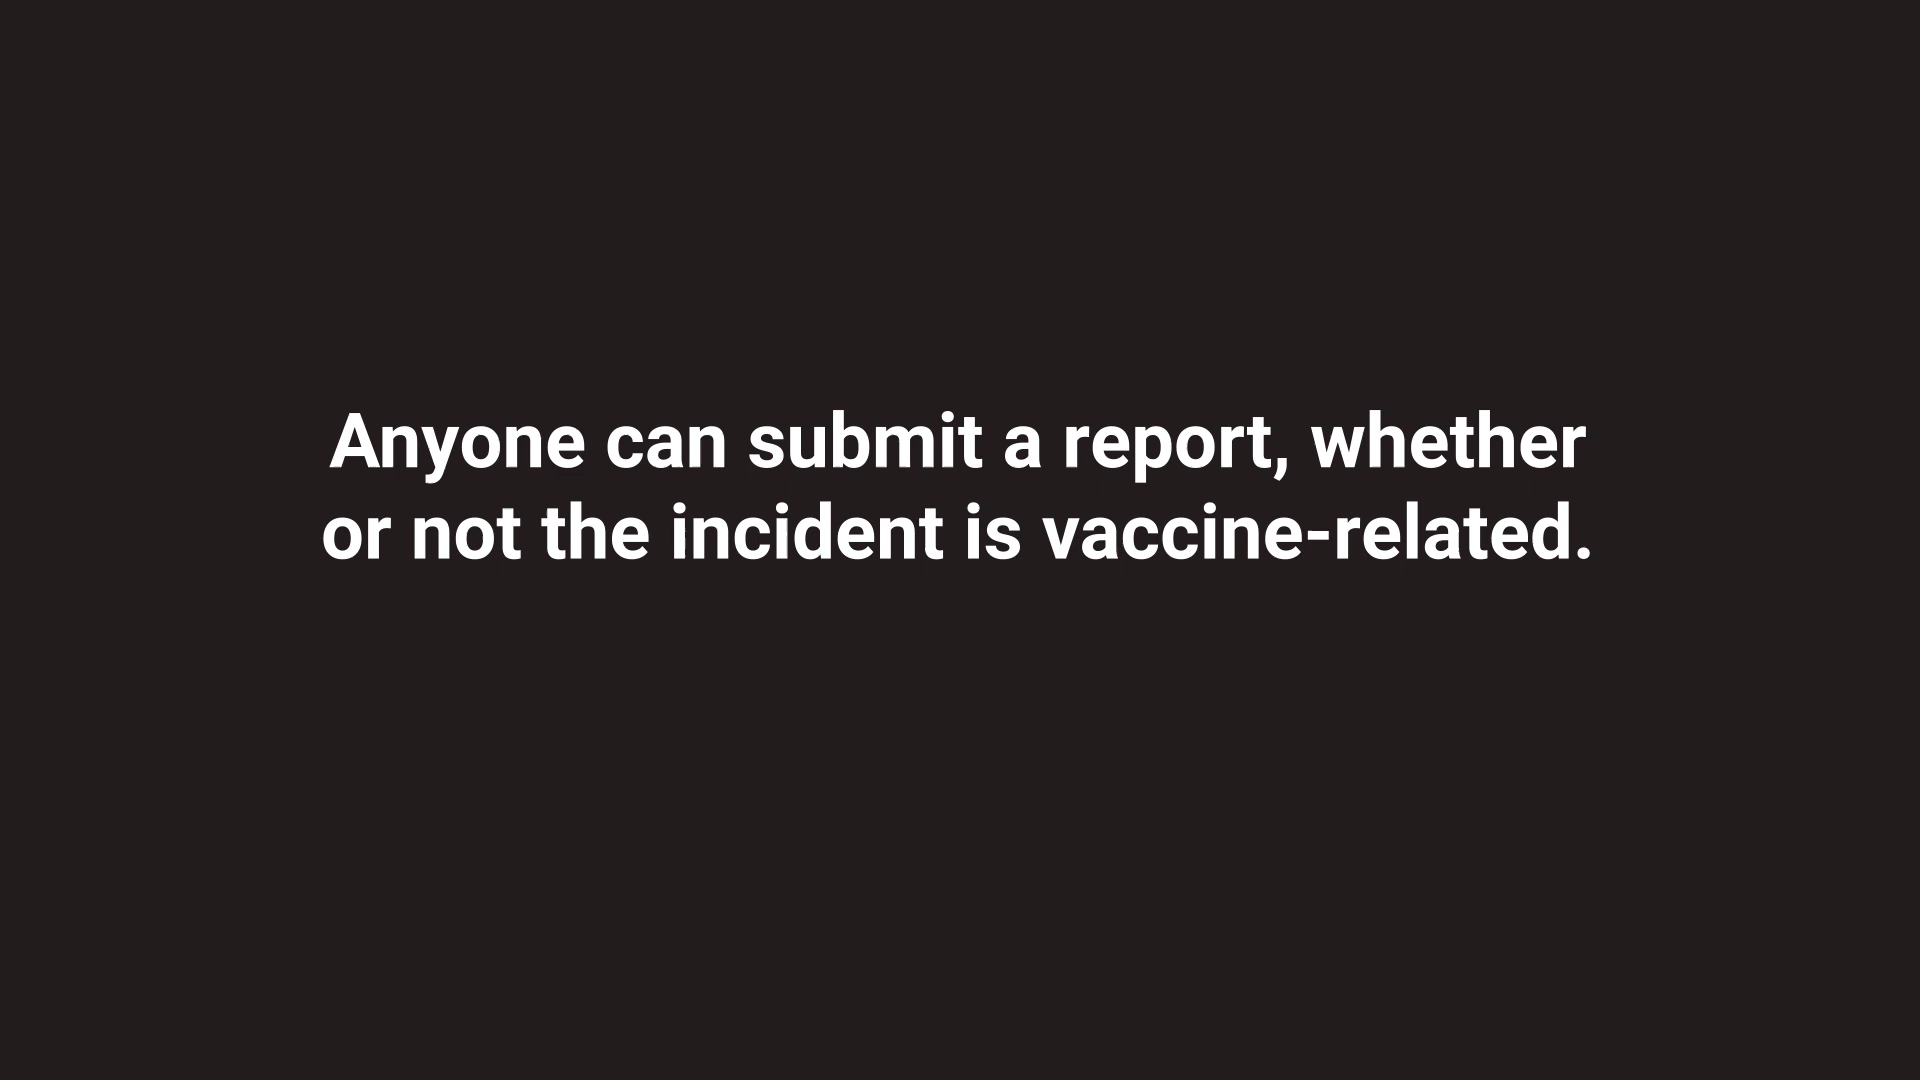 Anyone can submit a report, whether
or not the incident is vaccine-related.